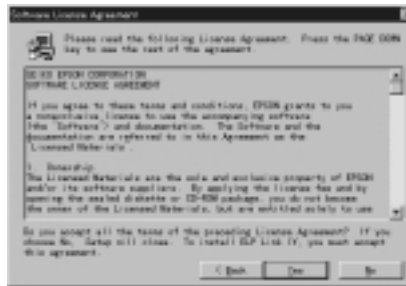 Software License Agreement
Please read the following License Agreement. Press the PAGE DOWN
key to see the rest of the agreement.
SEIKO EPSON CORPORATION
SOFTWARE LICENSE AGREEMENT
If you agree to these terms and conditions, EPSON grants to you
a nonexclusive license to use the accompanying software
(the `Software') and documentation. The Software and the
documentation are referred to in this Agreement as the
`Licensed Materials'.
1. Ownership
The Licensed Materials are the sole and exclusive property of EPSON
and/or its software suppliers. By applying the license fee and by
opening the sealed diskette or CD-ROM package, you do not become
the owner of the Licensed Materials, but are entitled solely to use
Do you accept all the terms of the preceding License Agreement? If you
choose No, Setup will close. To install ELP Link IV, you must accept
this agreement.
< Back
Yes
No